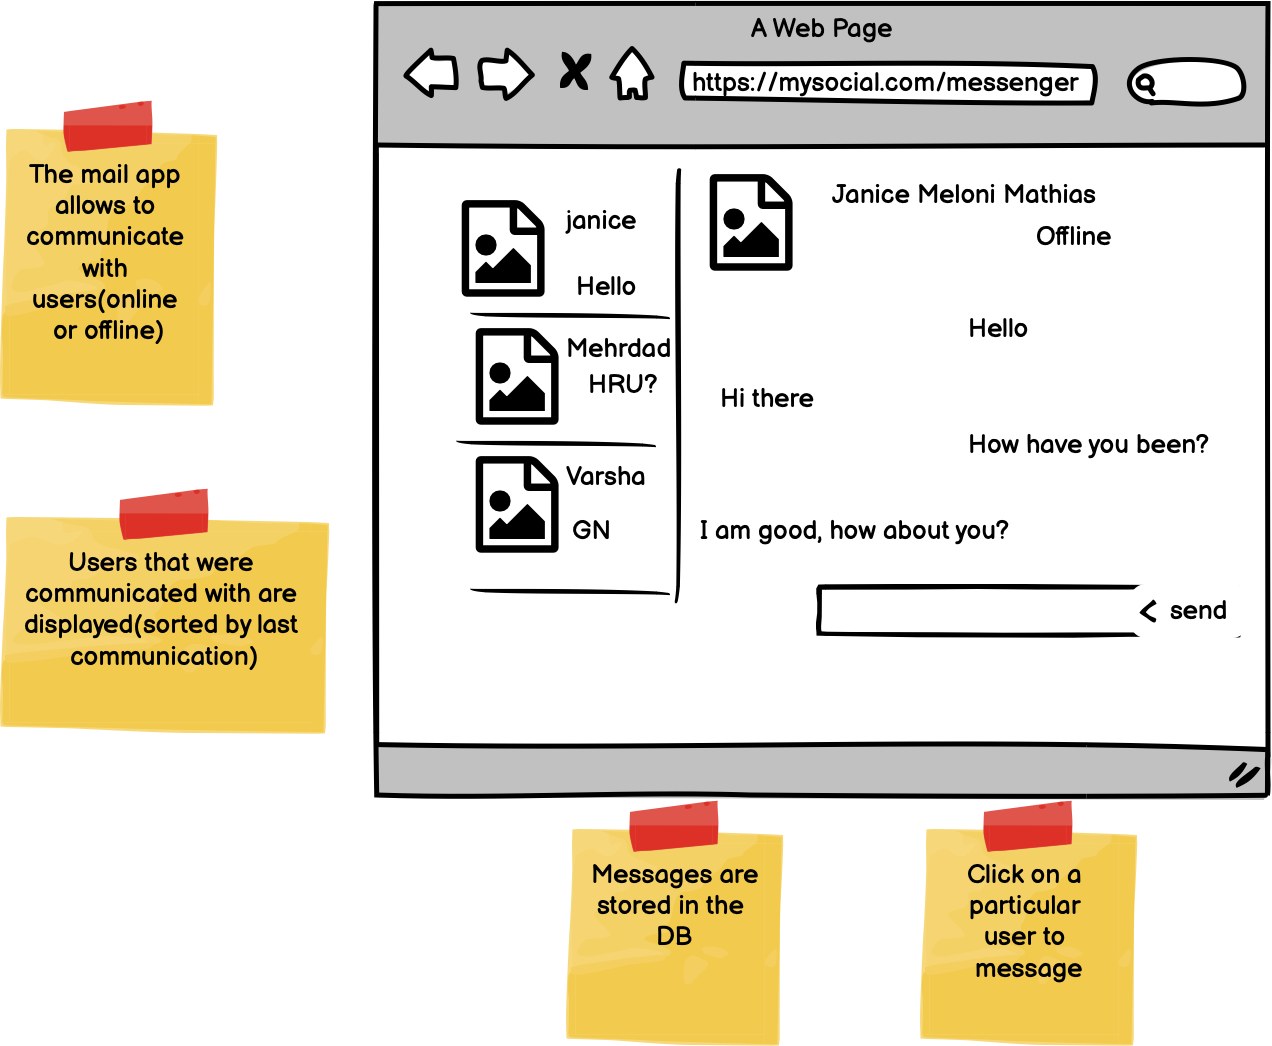 A Web Page
https://mysocial.com/messenger
The mail app
allows to
communicate
with
users(online
or offline)
Users that were
communicated with are
displayed(sorted by last
communication)
janice
Hello
Mehrdad
HRU?
Varsha
GN
Janice Meloni Mathias
Offline
Hello
Hi there
How have you been?
I am good, how about you?
< send
Messages are
stored in the
DB
Click on a
particular
user to
message